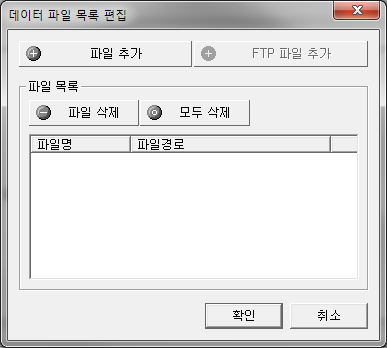 데이터 파일 목록 편집
파일 추가
FTP 파일 추가
파일 목록
파일 삭제
모두 삭제
파일명
파일경로
확인
취소